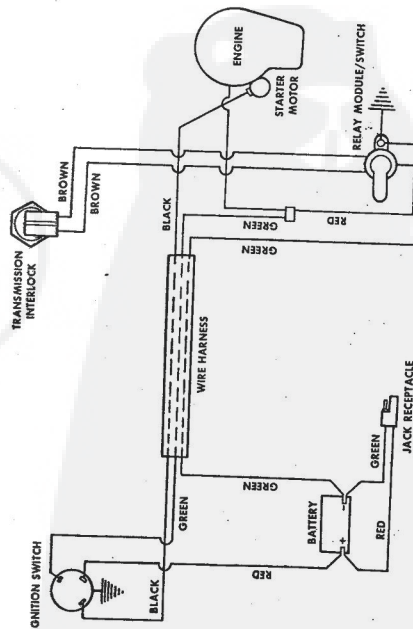 ENGINE
STARTER
MOTOR
RELAY MODULE/SWITCH
BROWN
BROWN
TRANSMISSION
INTERLOCK
BLACK
GREEN
RED
GREEN
WIRE HARNESS
JACK RECEPTACLE
GREEN
RED
BATTERY
+
-
GREEN
RED
GREEN
BLACK
GNITION SWITCH